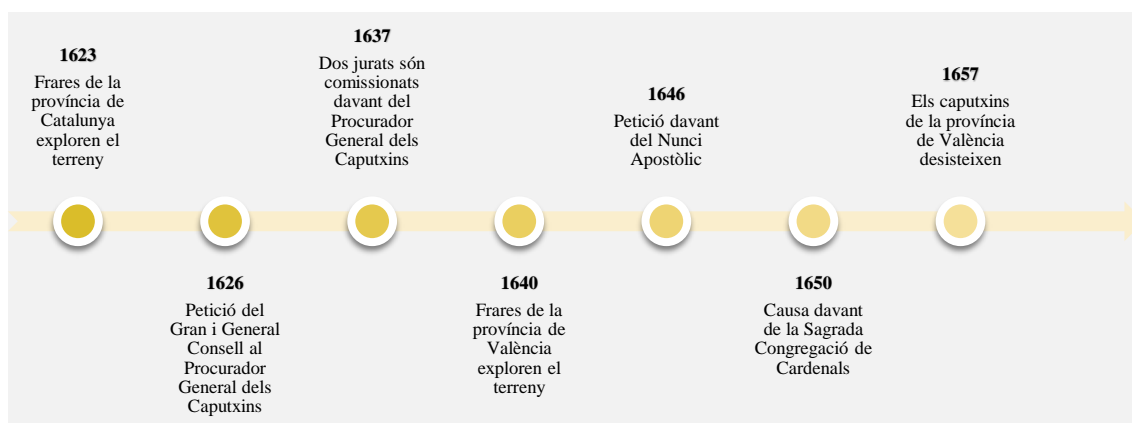 1623
Frares de la
província de
Catalunya
exploren el
terreny
1626
Petició del
Gran i General
Consell al
Procurador
General dels
Caputxins
1637
Dos jurats són
comissionats
davant del
Procurador
General dels
Caputxins
1640
Frares de la
província de
València
exploren el
terreny
1646
Petició davant
del Nunci
Apostòlic
1650
Causa davant
de la Sagrada
Congregació de
Cardenals
1657
Els caputxins
de la província
de València
desisteixen